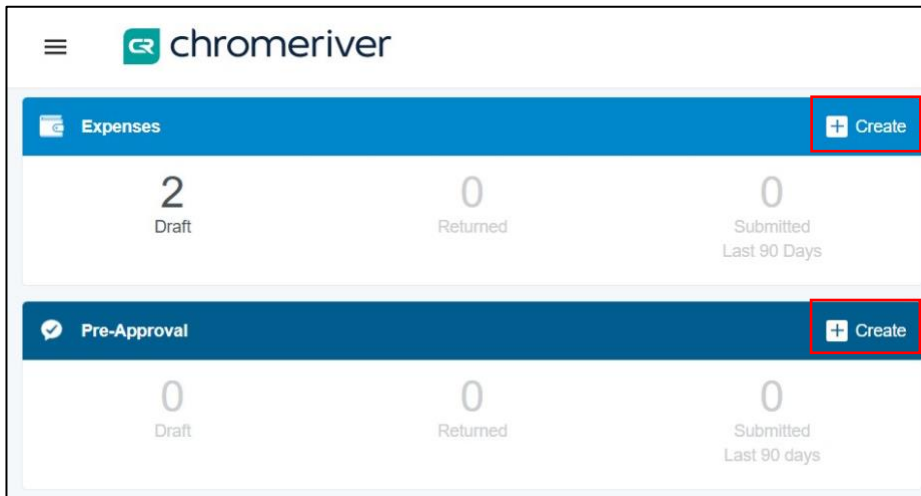 CR chromeriver
Expenses
Create
2
0
0
Draft
Returned
Submitted
Last 90 Days
Pre-Approval
Create
0
0
0
Draft
Returned
Submitted
Last 90 days